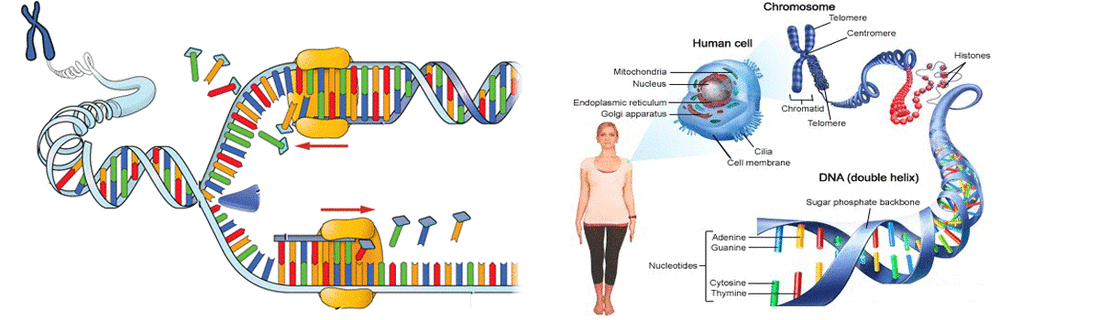 Chromosome
Telomere
Centromere
Human cell
Histones
Mitochondria
Nucleus
Endoplasmic reticulum
Golgi apparatus
Chromatid
Telomere
Cilia
Cell membrane
DNA (double helix)
Sugar phosphate backbone
Adenine
Guanine
Nucleotides
Cytosine
Thymine